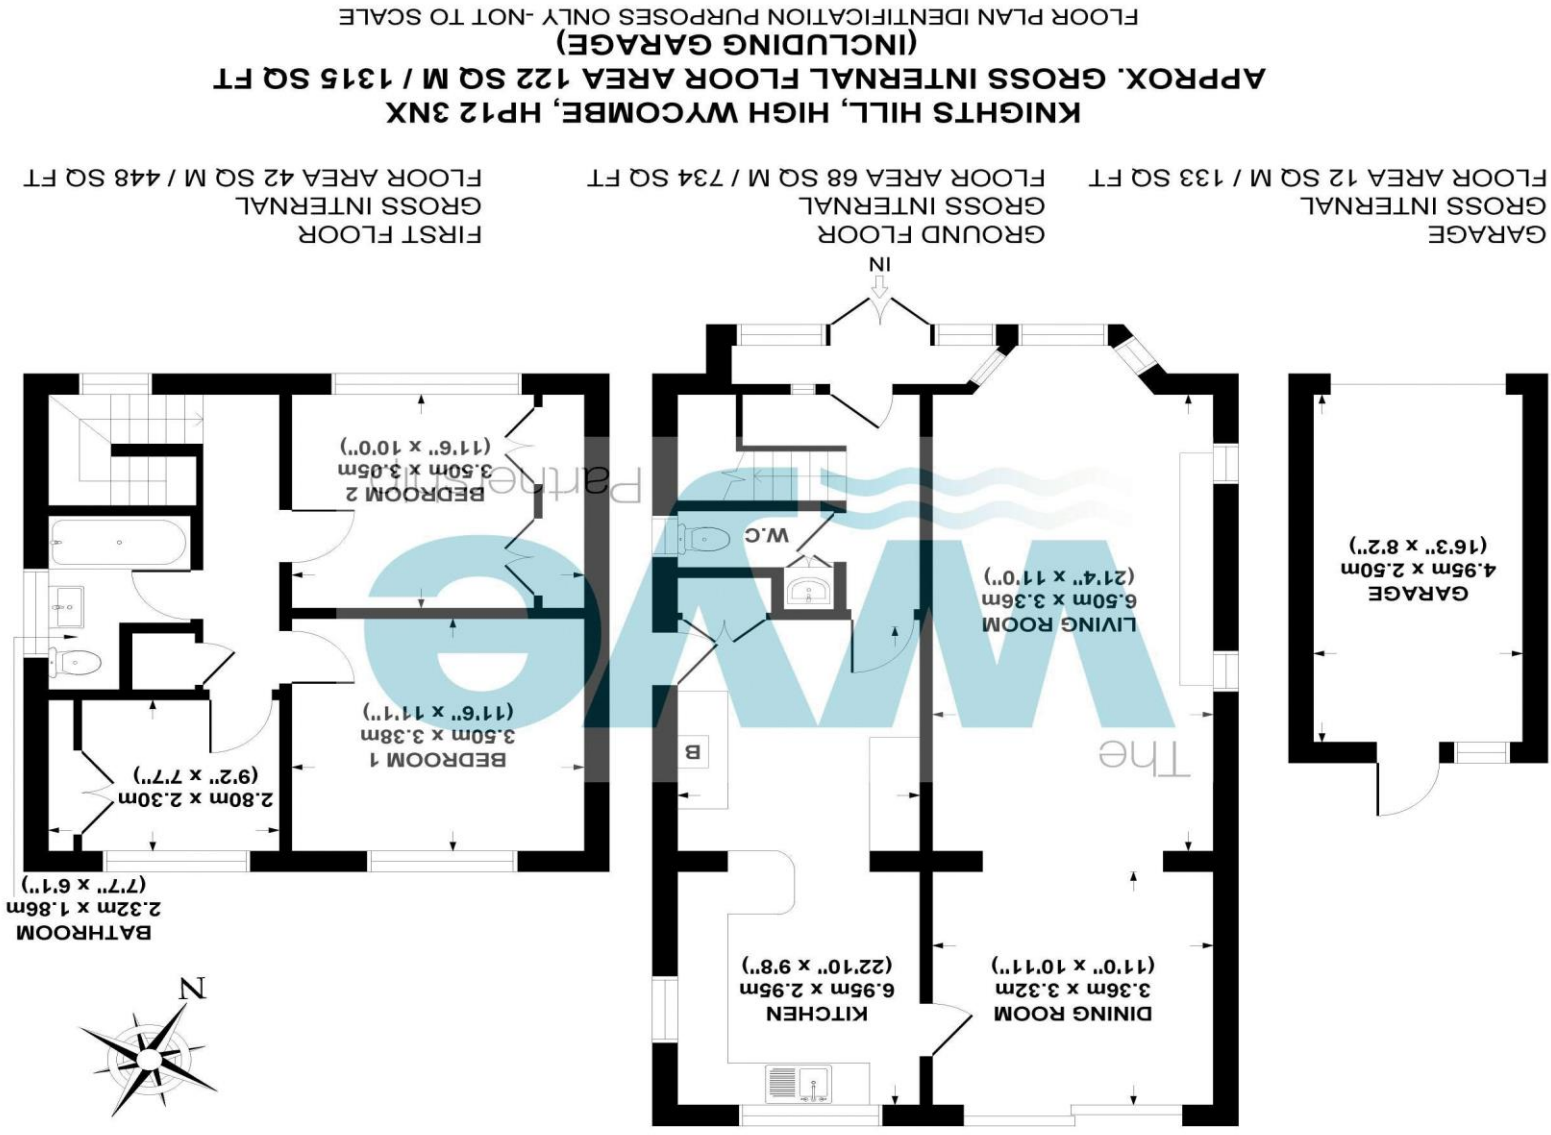 N
DINING ROOM
3.36m x 3.32m
(11'0" x 10'11")
KITCHEN
6.95m x 2.95m
(22'10" x 9'8")
BATHROOM
2.32m x 1.86m
(7'7" x 6'1")
2.80m x 2.30m
(9'2" x 7'7")
BEDROOM 1
3.50m x 3.38m
(11'6" x 11'1")
B
The
WYE
Partnership
GARAGE
4.95m x 2.50m
(16'3" x 8'2")
LIVING ROOM
6.50m x 3.36m
(21'4" x 11'0")
W.C
BEDROOM 2
3.50m x 3.05m
(11'6" x 10'0")
IN
GARAGE
GROSS INTERNAL
FLOOR AREA 12 SQ M / 133 SQ FT
GROUND FLOOR
GROSS INTERNAL
FLOOR AREA 68 SQ M / 734 SQ FT
FIRST FLOOR
GROSS INTERNAL
FLOOR AREA 42 SQ M / 448 SQ FT
KNIGHTS HILL, HIGH WYCOMBE, HP12 3NX
APPROX. GROSS INTERNAL FLOOR AREA 122 SQ M / 1315 SQ FT
(INCLUDING GARAGE)
FLOOR PLAN IDENTIFICATION PURPOSES ONLY -NOT TO SCALE